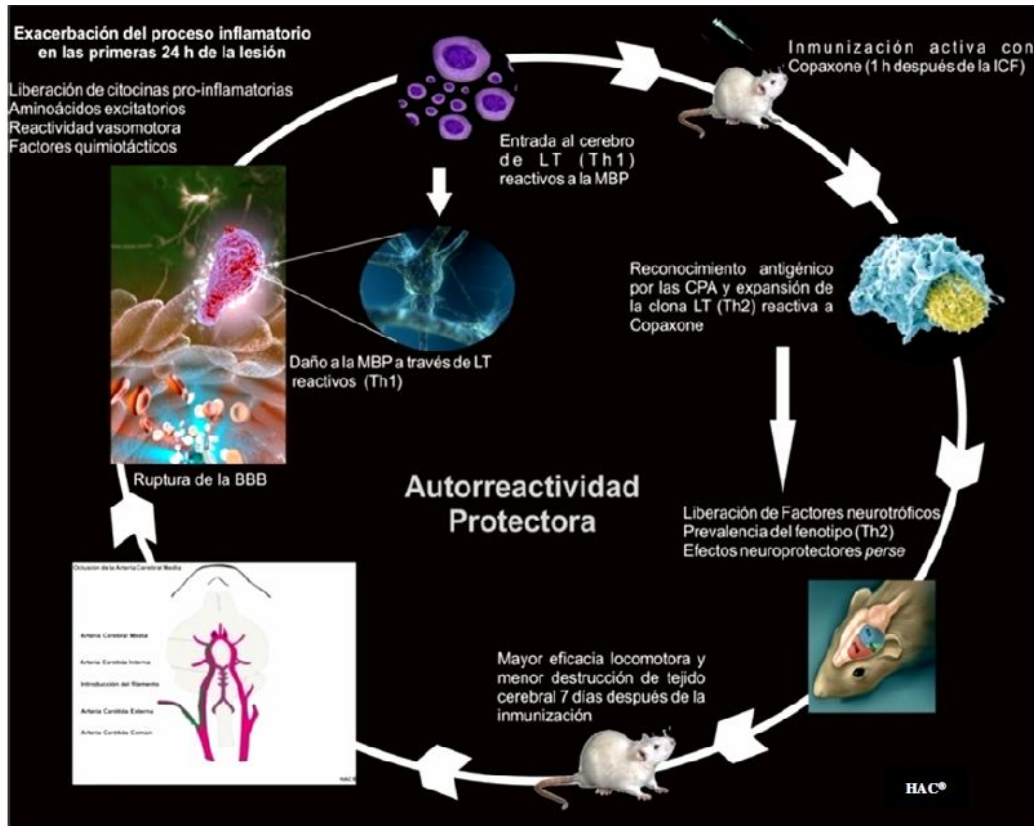 Exacerbación del proceso inflamatorio
en las primeras 24 h de la lesión
Liberación de citocinas pro-inflamatorias
Aminoácidos excitatorios
Reactividad vasomotora
Factores quimiotácticos
Ruptura de la BBB
Entrada al cerebro
de LT (Th1)
reactivos a la MBP
Daño a la MBP a través de LT
reactivos (Th1)
Inmunización activa con
Copaxone (1 h después de la ICF)
Reconocimiento antigénico
por las CPA y expansión de
la clona LT (Th2) reactiva a
Copaxone
Autorreactividad
Protectora
Liberación de Factores neurotróficos
Prevalencia del fenotipo (Th2)
Efectos neuroprotectores perse
Mayor eficacia locomotora y
menor destrucción de tejido
cerebral 7 días después de la
inmunización
Oclusión de la Arteria Cerebral Media
Arteria Cerebral Media
Arteria Carótida Interna
Introducción del filamento
Arteria Carótida Externa
Arteria Carótida Común
HAC®
HAC®